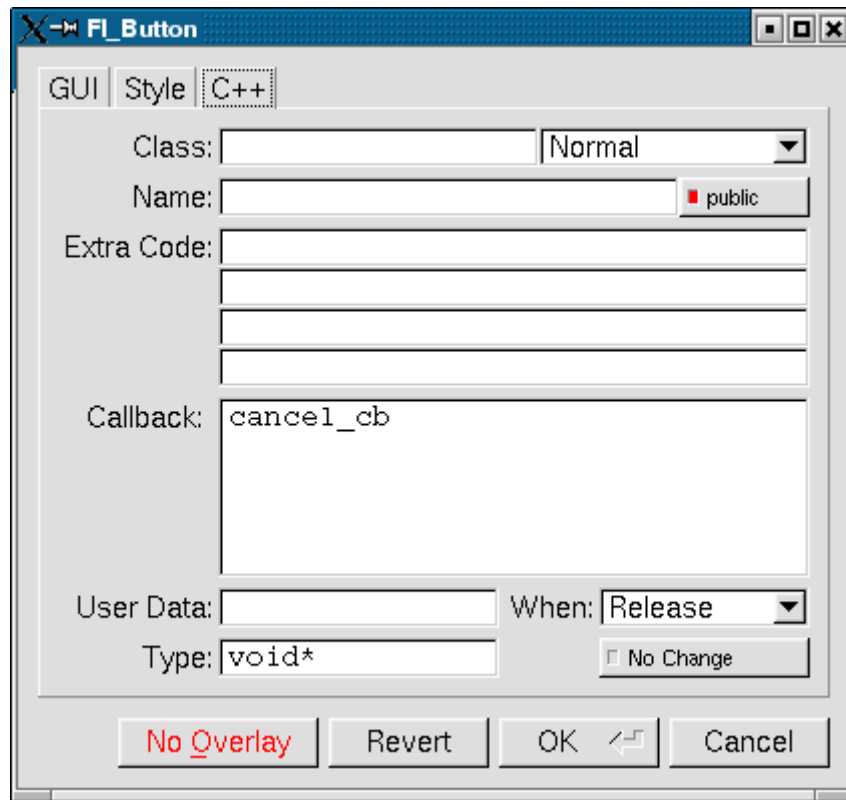 Fl_Button
GUI Style C++
Class: Normal
Name: public
Extra Code:
Callback: cancel_cb
User Data: When: Release
Type: void* No Change
No Overlay Revert OK Cancel